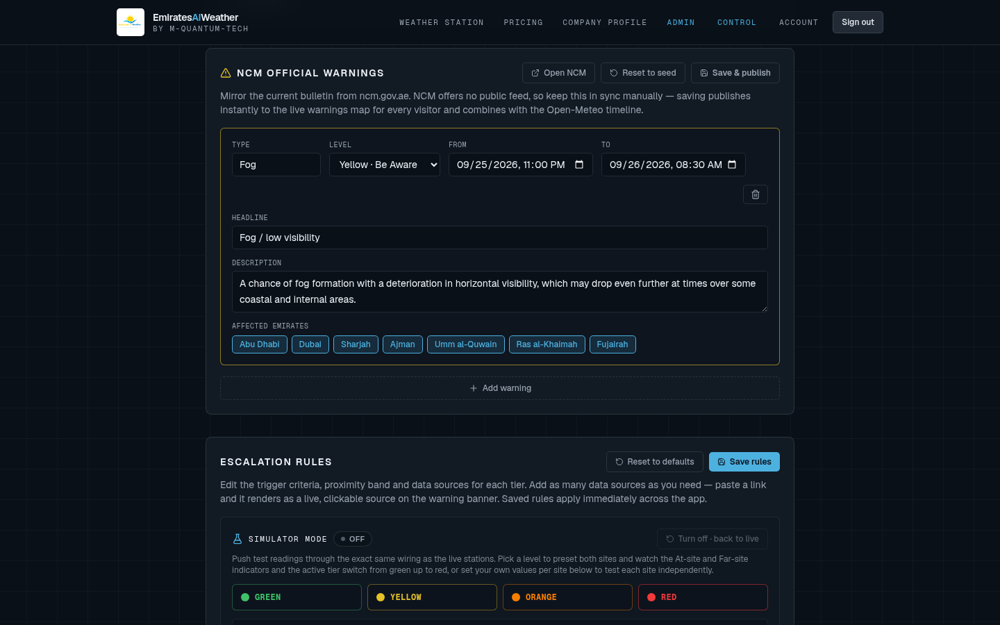 EmiratesAIWeather
BY M-QUANTUM-TECH
WEATHER STATION
PRICING
COMPANY PROFILE
ADMIN
CONTROL
ACCOUNT
Sign out
NCM OFFICIAL WARNINGS
Open NCM
Reset to seed
Save & publish
Mirror the current bulletin from ncm.gov.ae. NCM offers no public feed, so keep this in sync manually — saving publishes
instantly to the live warnings map for every visitor and combines with the Open-Meteo timeline.
TYPE
LEVEL
FROM
TO
Fog
Yellow · Be Aware
09/25/2026, 11:00 PM
09/26/2026, 08:30 AM
HEADLINE
Fog / low visibility
DESCRIPTION
A chance of fog formation with a deterioration in horizontal visibility, which may drop even further at times over some
coastal and internal areas.
AFFECTED EMIRATES
Abu Dhabi
Dubai
Sharjah
Ajman
Umm al-Quwain
Ras al-Khaimah
Fujairah
Add warning
ESCALATION RULES
Reset to defaults
Save rules
Edit the trigger criteria, proximity band and data sources for each tier. Add as many data sources as you need — paste a link
and it renders as a live, clickable source on the warning banner. Saved rules apply immediately across the app.
SIMULATOR MODE
OFF
Turn off · back to live
Push test readings through the exact same wiring as the live stations. Pick a level to preset both sites and watch the At-site and Far-site
indicators and the active tier switch from green up to red, or set your own values per site below to test each site independently.
GREEN
YELLOW
ORANGE
RED